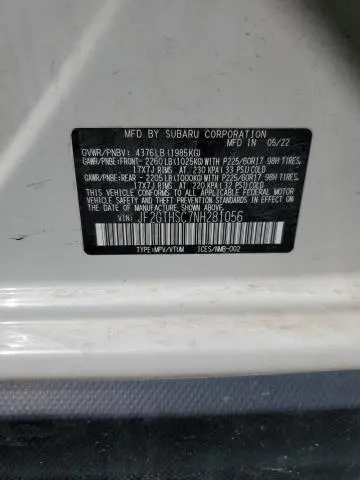 MFD BY SUBARU CORPORATION 05/22
GVWR/PNBV: 4376LB (1985KG)
GAWR/PNBE:FRONT- 2260LB(1025KG)WITH P225/60R17 98H TIRES,
17X7J RIMS, AT 230 KPA(33 PSI)COLD
GAWR/PNBE: REAR- 2205LB(1000KG)WITH P225/60R17 98H TIRES,
17X7J RIMS, AT 220 KPA(32 PSI)COLD
THIS VEHICLE CONFORMS TO ALL APPLICABLE FEDERAL MOTOR
VEHICLE SAFETY, BUMPER, AND THEFT PREVENTION STANDARDS
IN EFFECT ON THE DATE OF MANUFACTURE SHOWN ABOVE.
VIN: JF2GTHSC7NH281056
TYPE:MPV/VTUM ICES/NMB-002